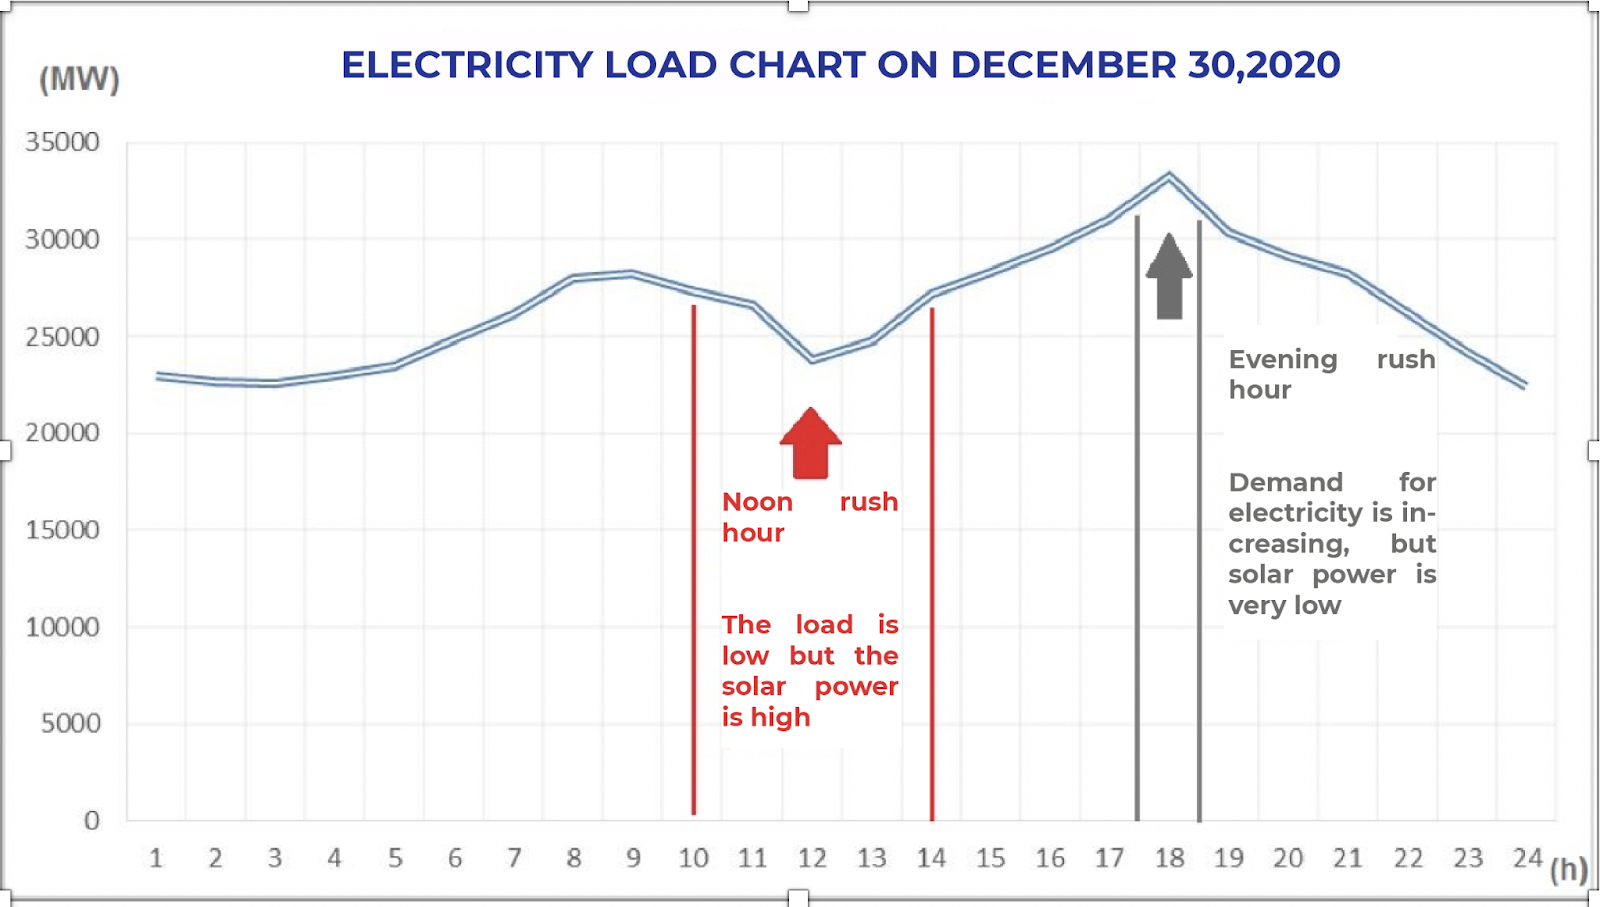 ELECTRICITY LOAD CHART ON DECEMBER 30,2020
(MW)
35000
30000
25000
20000
15000
10000
5000
0
Noon rush
hour
The load is
low but the
solar power
is high
Evening rush
hour
Demand for
electricity is in-
creasing, but
solar power is
very low
1 2 3 4 5 6 7 8 9 10 11 12 13 14 15 16 17 18 19 20 21 22 23 24 (h)